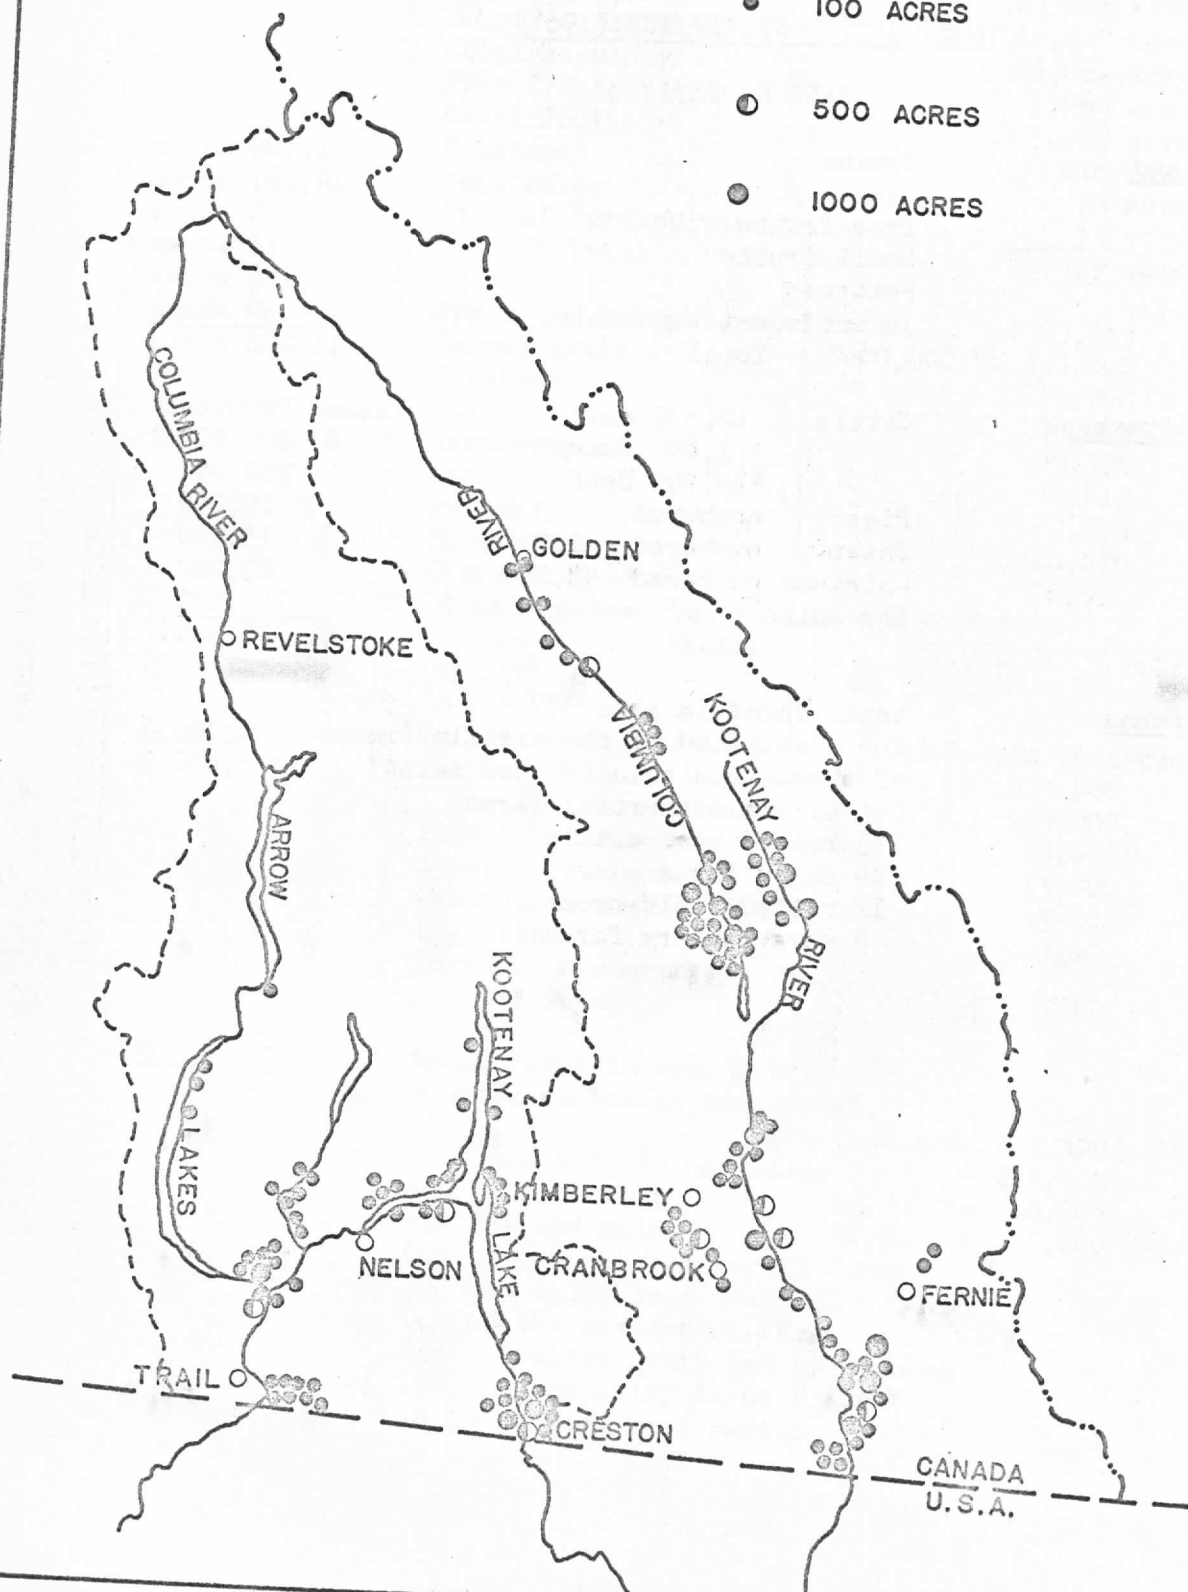 100 ACRES
500 ACRES
1000 ACRES
COLUMBIA RIVER
RIVER
GOLDEN
REVELSTOKE
COLUMBIA
KOOTENAY
ARROW
RIVER
KOOTENAY
LAKES
KIMBERLEY
NELSON
LAKE
CRANBROOK
FERNIE
TRAIL
CRESTON
CANADA
U.S.A.